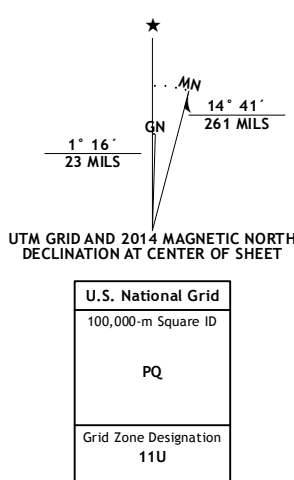 ★
MN
14° 41´
261 MILS
GN
1° 16´
23 MILS
UTM GRID AND 2014 MAGNETIC NORTH
DECLINATION AT CENTER OF SHEET
U.S. National Grid
100,000-m Square ID
PQ
Grid Zone Designation
11U